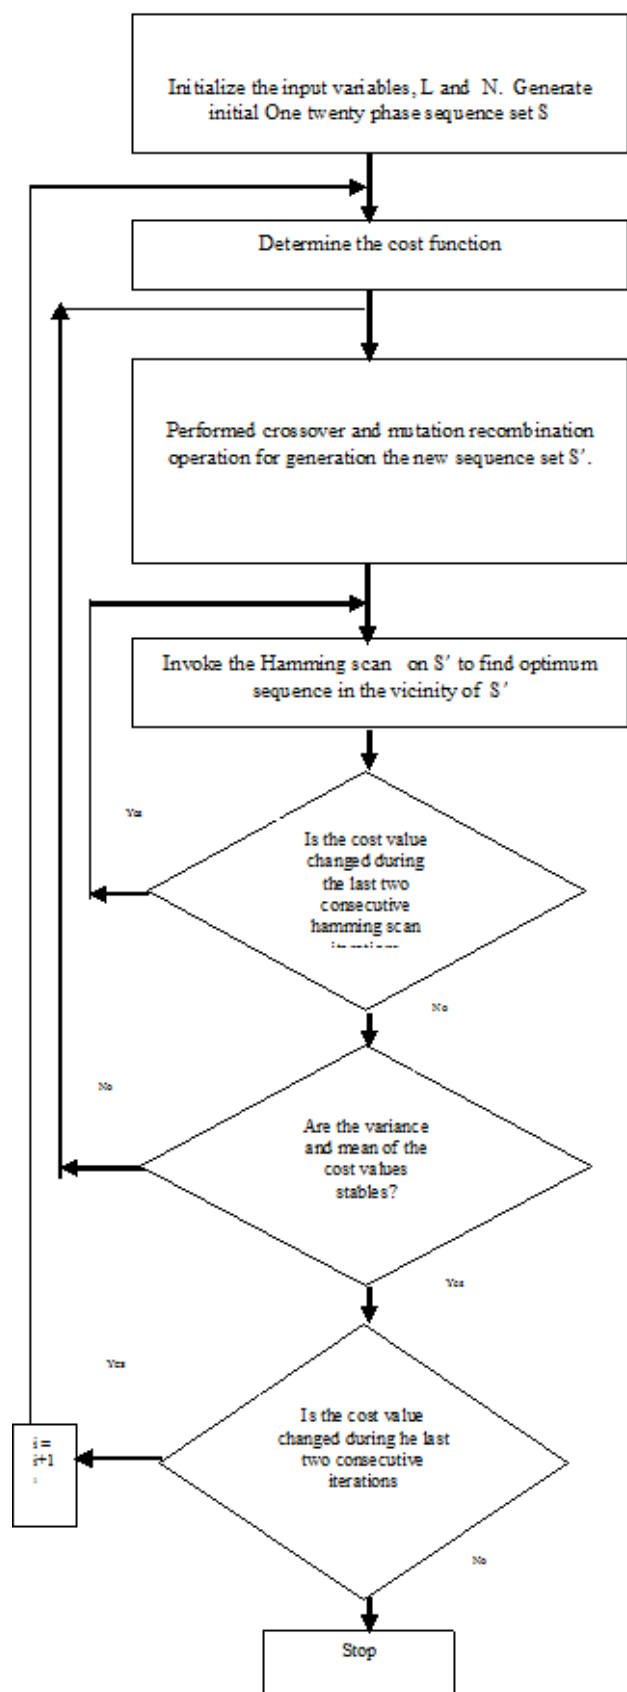 Initialize the input variables, L and N. Generate
initial One twenty phase sequence set S
Determine the cost function
Performed crossover and mutation recombination
operation for generation the new sequence set S′.
Invoke the Hamming scan on S′ to find optimum
sequence in the vicinity of S′
Yes
Is the cost value
changed during
the last two
consecutive
hamming scan
No
No
Are the variance
and mean of the
cost values
stables?
Yes
Yes
Is the cost value
changed during he last
two consecutive
iterations
i =
i+1
No
Stop